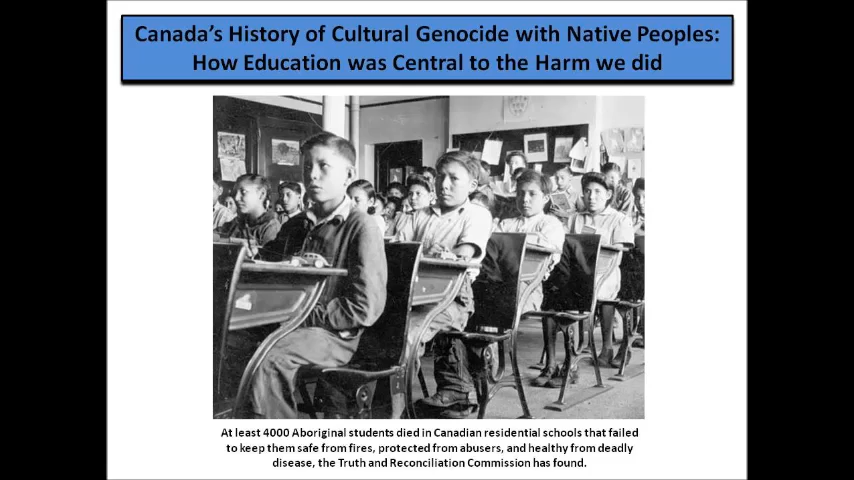 Canada's History of Cultural Genocide with Native Peoples:
How Education was Central to the Harm we did
At least 4000 Aboriginal students died in Canadian residential schools that failed
to keep them safe from fires, protected from abusers, and healthy from deadly
disease, the Truth and Reconciliation Commission has found.